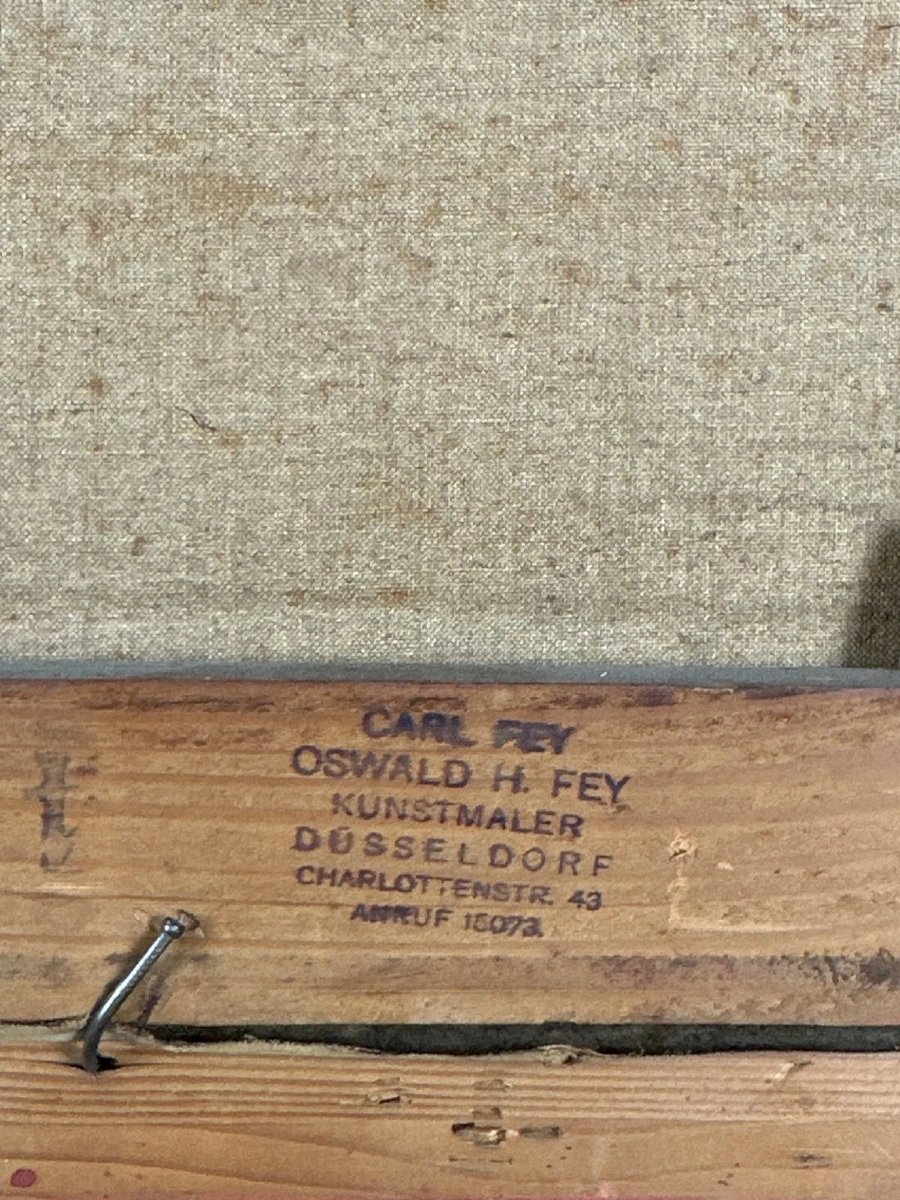 CARL FEY
OSWALD H. FEY
KUNSTMALER
DÜSSELDORF
CHARLOTTENSTR. 43
ANRUF 15073.